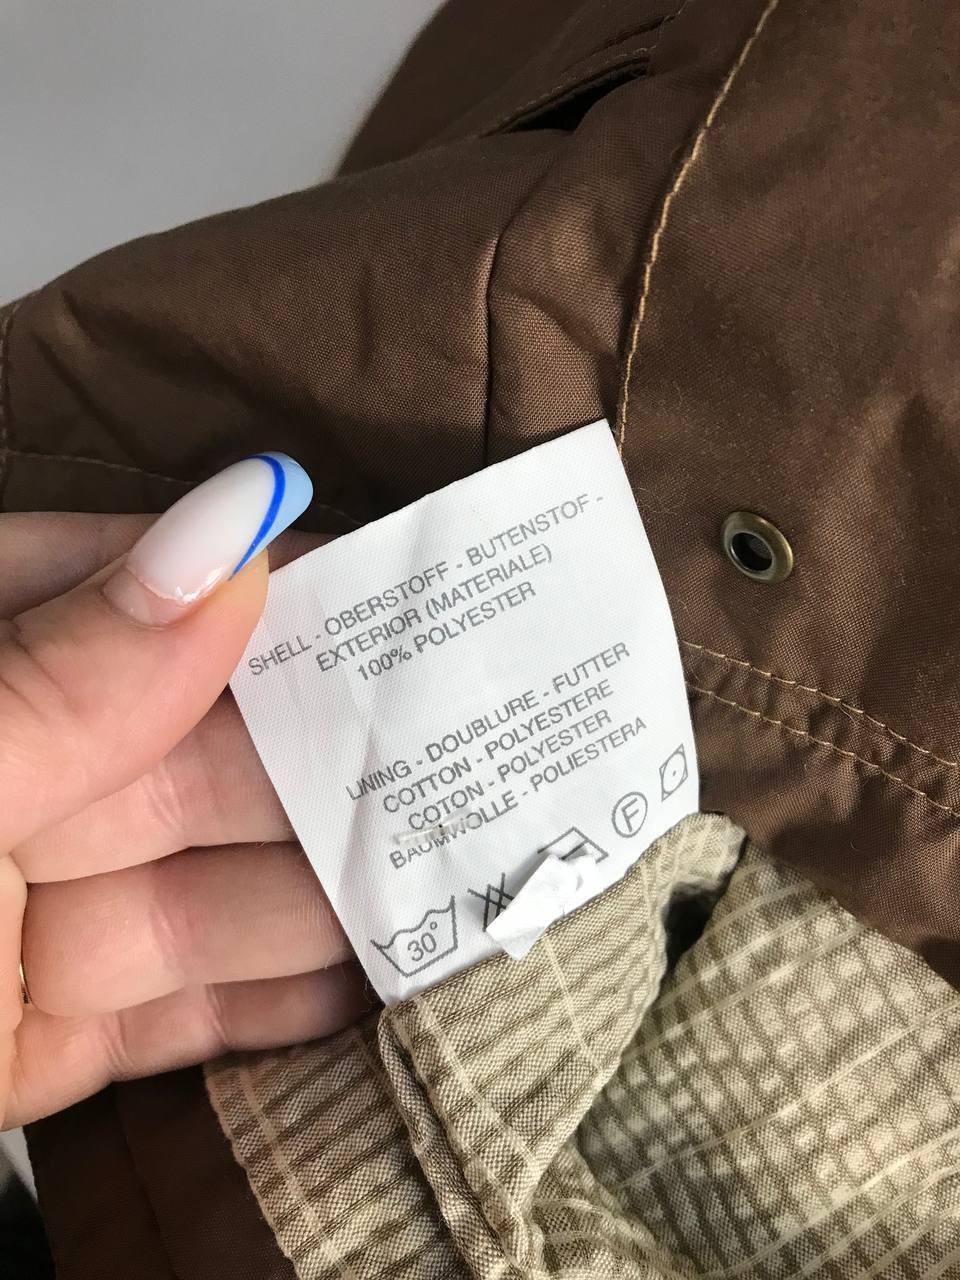 SHELL - OBERSTOFF - BUTENSTOF -
EXTERIOR (MATERIALE)
100% POLYESTER
LINING - DOUBLURE - FUTTER
COTTON - POLYESTERE
COTON - POLYESTER
BAUMWOLLE - POLIESTERA
30°
F